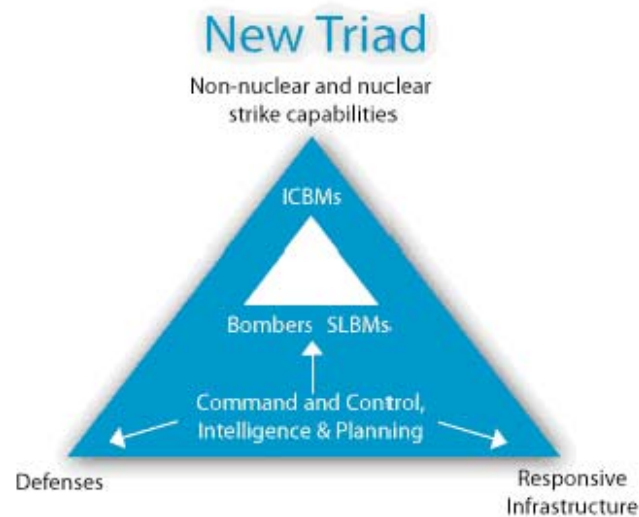 New Triad
Non-nuclear and nuclear
strike capabilities
ICBMs
Bombers SLBMs
Command and Control,
Intelligence & Planning
Defenses
Responsive
Infrastructure